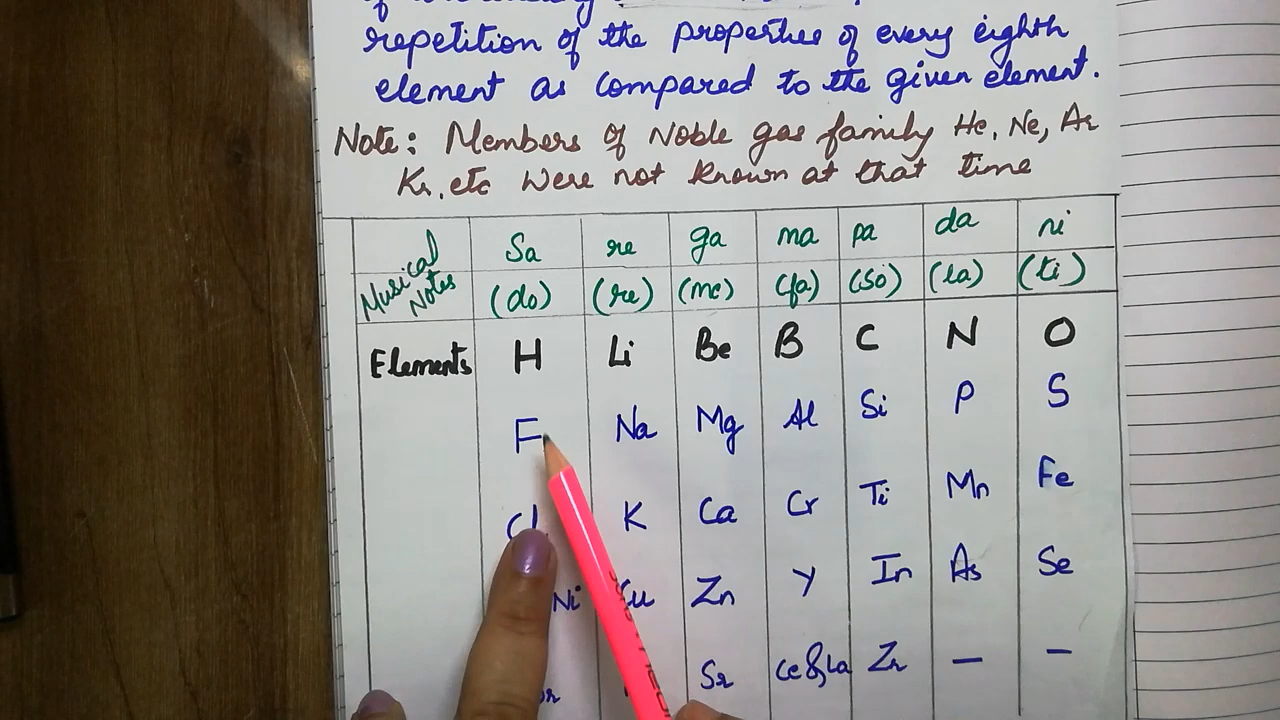 repetition of the properties of every eighth
element as compared to the given element.
Note: Members of Noble gas family He, Ne, Ar
Kr, etc were not known at that time
Musical Notes Sa re ga ma pa da ni
(do) (re) (me) (fa) (so) (la) (ti)
Elements H Li Be B C N O
F Na Mg Al Si P S
Cl K Ca Cr Ti Mn Fe
Ni Cu Zn Y In As Se
Sr Ce & La Zr — —